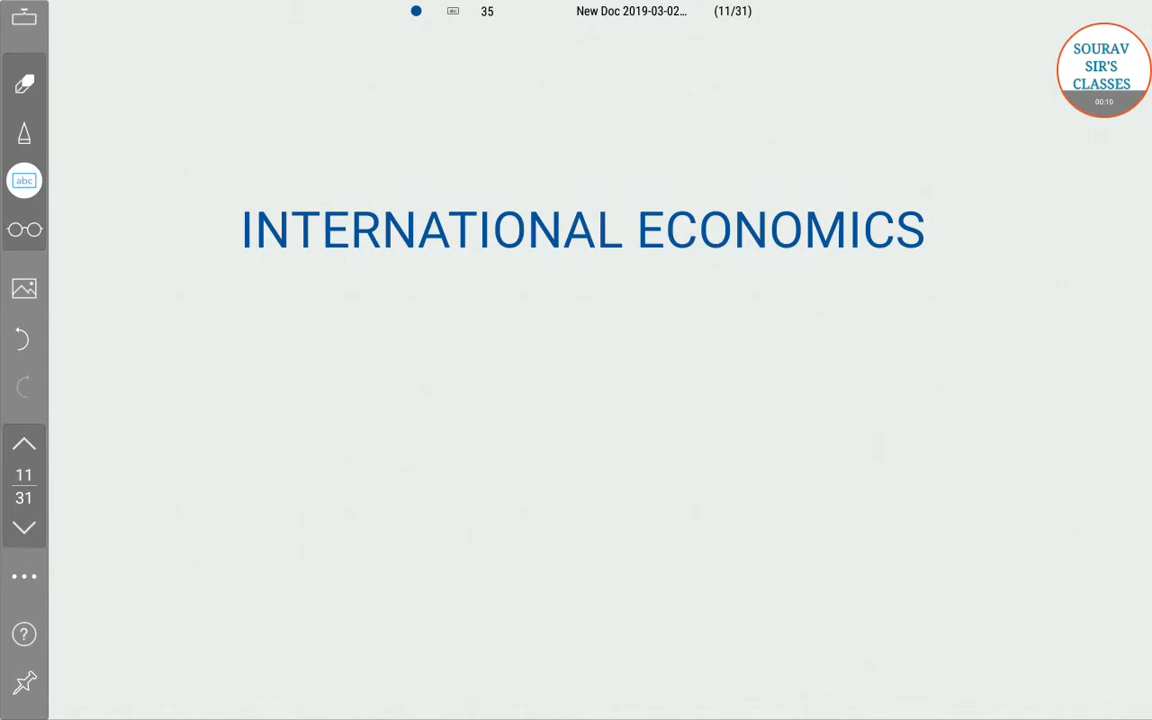 35 New Doc 2019-03-02... (11/31)
SOURAV
SIR'S
CLASSES
00:10
abc
INTERNATIONAL ECONOMICS
11
31
?